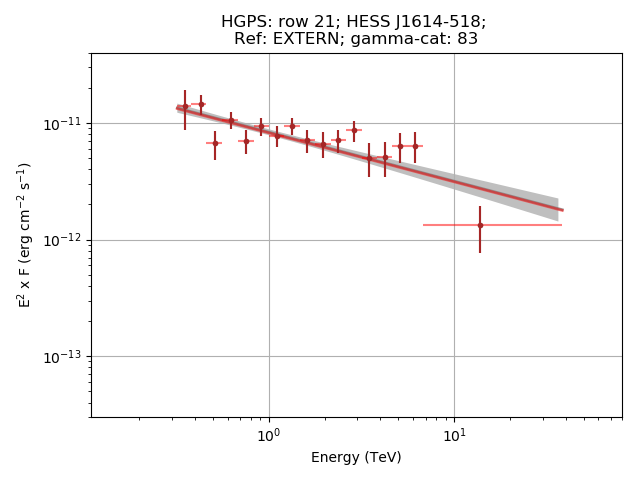 HGPS: row 21; HESS J1614-518;
Ref: EXTERN; gamma-cat: 83
E² x F (erg cm⁻² s⁻¹)
10⁻¹¹
10⁻¹²
10⁻¹³
10⁰ 10¹
Energy (TeV)